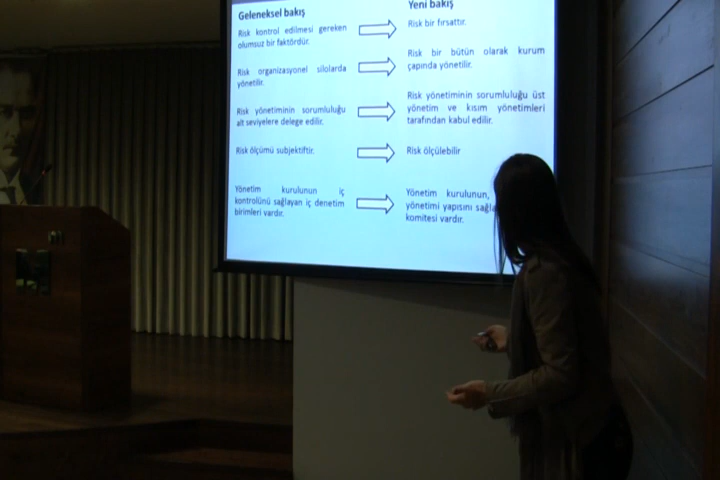 Geleneksel bakış
Yeni bakış
Risk kontrol edilmesi gereken
olumsuz bir faktördür.
Risk bir fırsattır.
Risk organizasyonel silolarda
yönetilir.
Risk bir bütün olarak kurum
çapında yönetilir.
Risk yönetiminin sorumluluğu
alt seviyelere delege edilir.
Risk yönetiminin sorumluluğu üst
yönetim ve kısım yönetimleri
tarafından kabul edilir.
Risk ölçümü subjektiftir.
Risk ölçülebilir
Yönetim kurulunun iç
kontrolünü sağlayan iç denetim
birimleri vardır.
Yönetim kurulunun,
yönetimi yapısını
komitesi vardır.